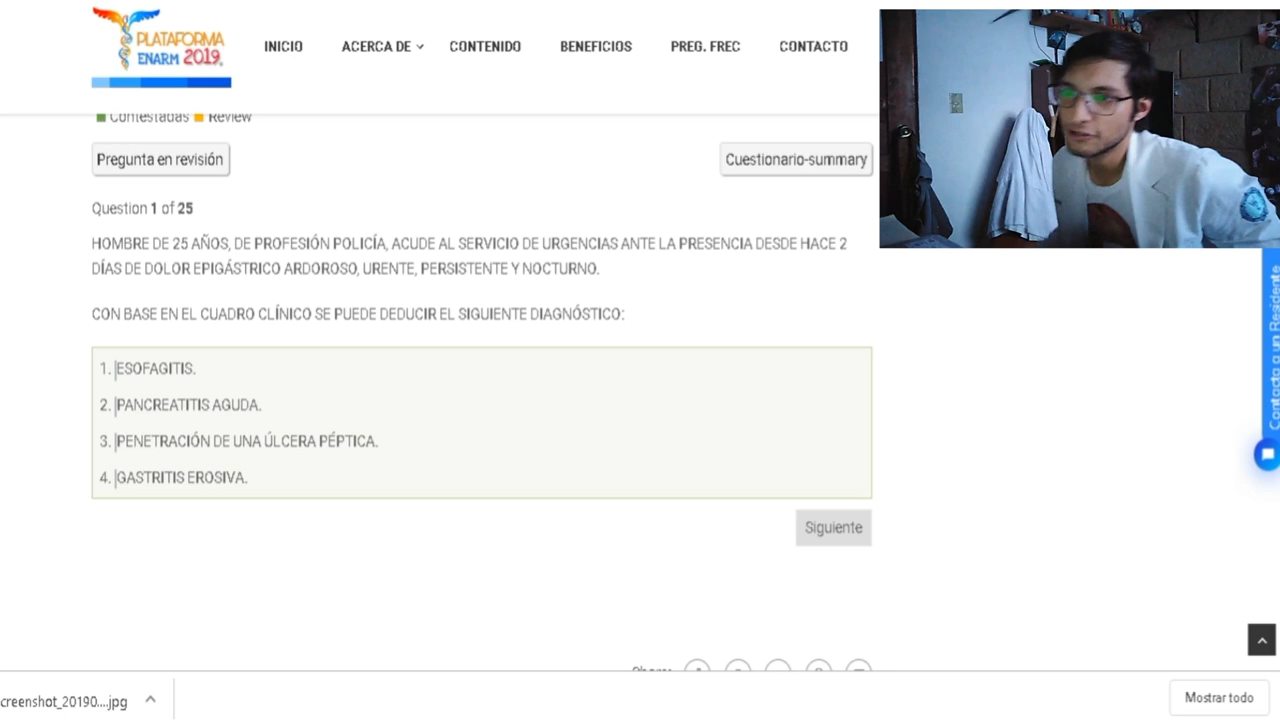 PLATAFORMA
ENARM 2019
INICIO
ACERCA DE
CONTENIDO
BENEFICIOS
PREG. FREC
CONTACTO
Contestadas
Review
Pregunta en revisión
Cuestionario-summary
Question 1 of 25
HOMBRE DE 25 AÑOS, DE PROFESIÓN POLICÍA, ACUDE AL SERVICIO DE URGENCIAS ANTE LA PRESENCIA DESDE HACE 2
DÍAS DE DOLOR EPIGÁSTRICO ARDOROSO, URENTE, PERSISTENTE Y NOCTURNO.
CON BASE EN EL CUADRO CLÍNICO SE PUEDE DEDUCIR EL SIGUIENTE DIAGNÓSTICO:
1. ESOFAGITIS.
2. PANCREATITIS AGUDA.
3. PENETRACIÓN DE UNA ÚLCERA PÉPTICA.
4. GASTRITIS EROSIVA.
Siguiente
Contacta a un Residente
creenshot_20190....jpg
Mostrar todo